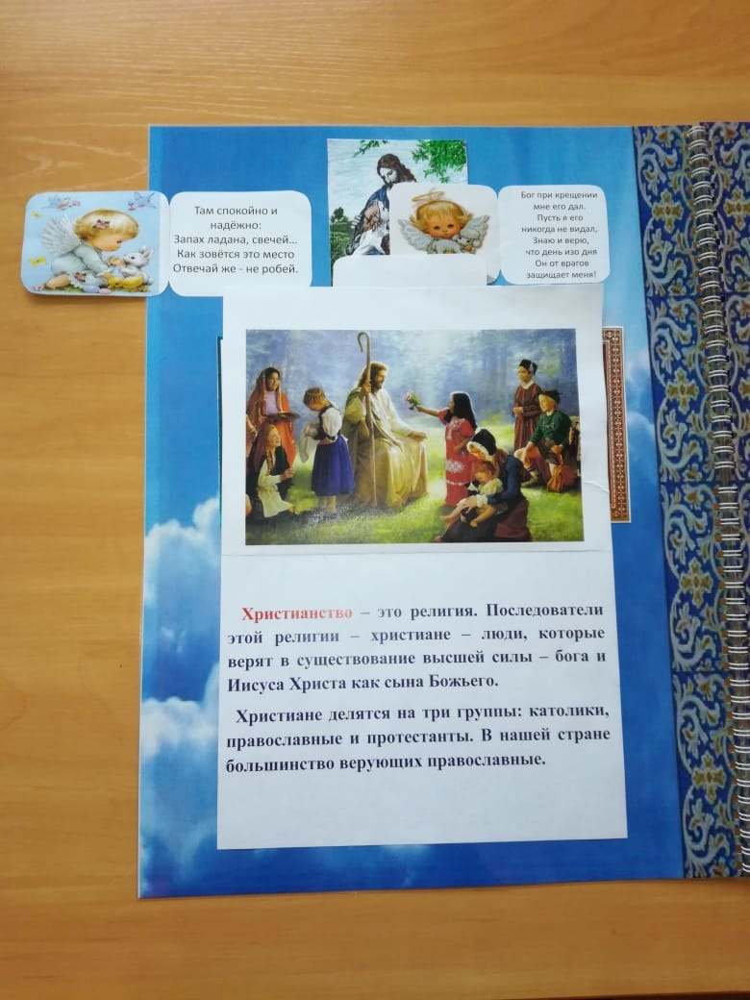 Там спокойно и
надёжно:
Запах ладана, свечей...
Как зовётся это место
Отвечай же - не робей.
Бог при крещении
мне его дал.
Пусть я его
никогда не видал,
Знаю и верю,
что день изо дня
Он от врагов
защищает меня!
Христианство – это религия. Последователи
этой религии – христиане – люди, которые
верят в существование высшей силы – бога и
Иисуса Христа как сына Божьего.
Христиане делятся на три группы: католики,
православные и протестанты. В нашей стране
большинство верующих православные.